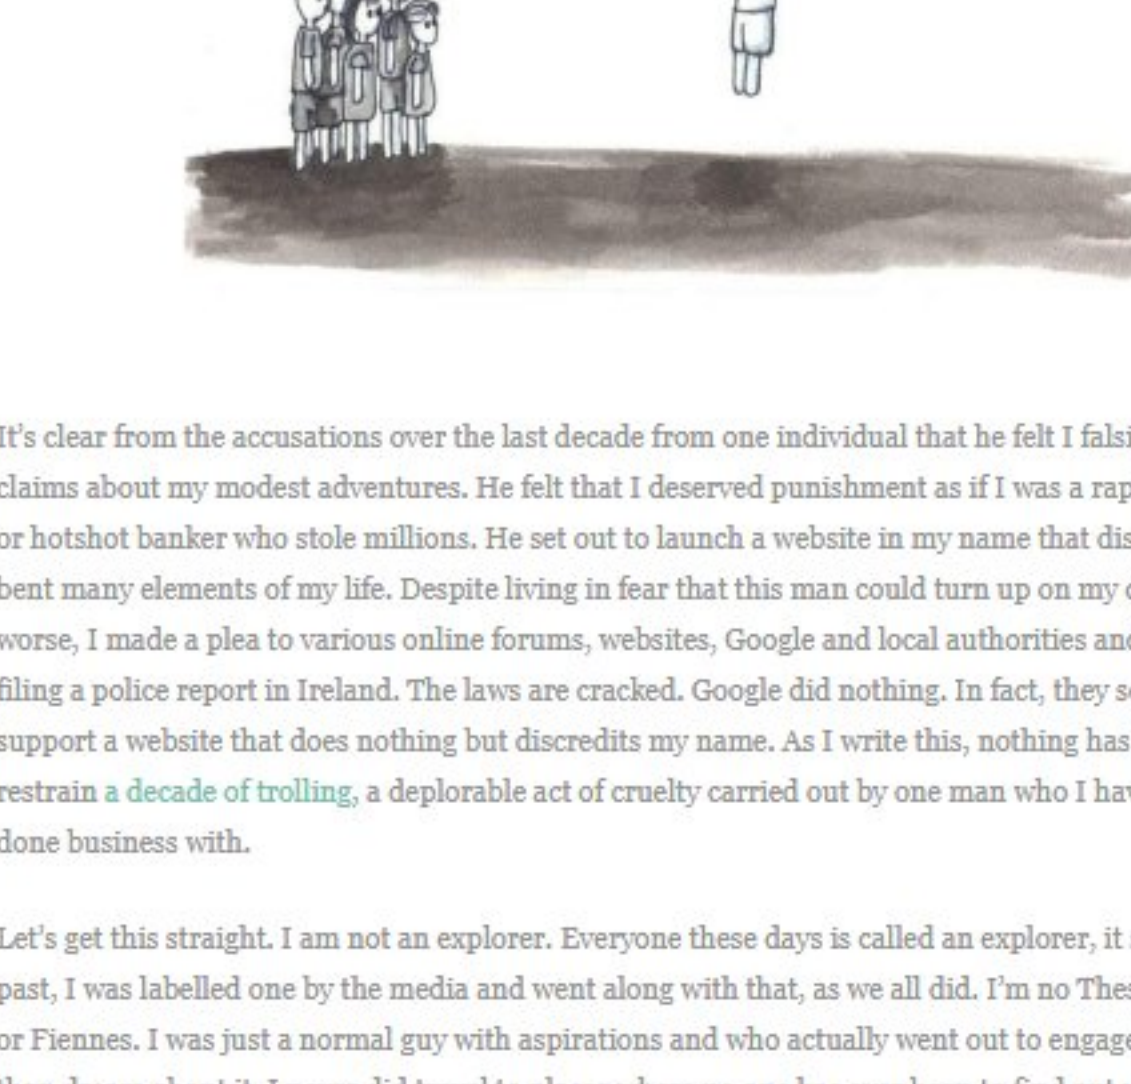 It’s clear from the accusations over the last decade from one individual that he felt I falsi
claims about my modest adventures. He felt that I deserved punishment as if I was a rap
or hotshot banker who stole millions. He set out to launch a website in my name that dis
bent many elements of my life. Despite living in fear that this man could turn up on my
worse, I made a plea to various online forums, websites, Google and local authorities and
filing a police report in Ireland. The laws are cracked. Google did nothing. In fact, they
support a website that does nothing but discredits my name. As I write this, nothing has
restrain a decade of trolling, a deplorable act of cruelty carried out by one man who I hav
done business with.
Let’s get this straight. I am not an explorer. Everyone these days is called an explorer, it
past, I was labelled one by the media and went along with that, as we all did. I’m no Thes
or Fiennes. I was just a normal guy with aspirations and who actually went out to engage